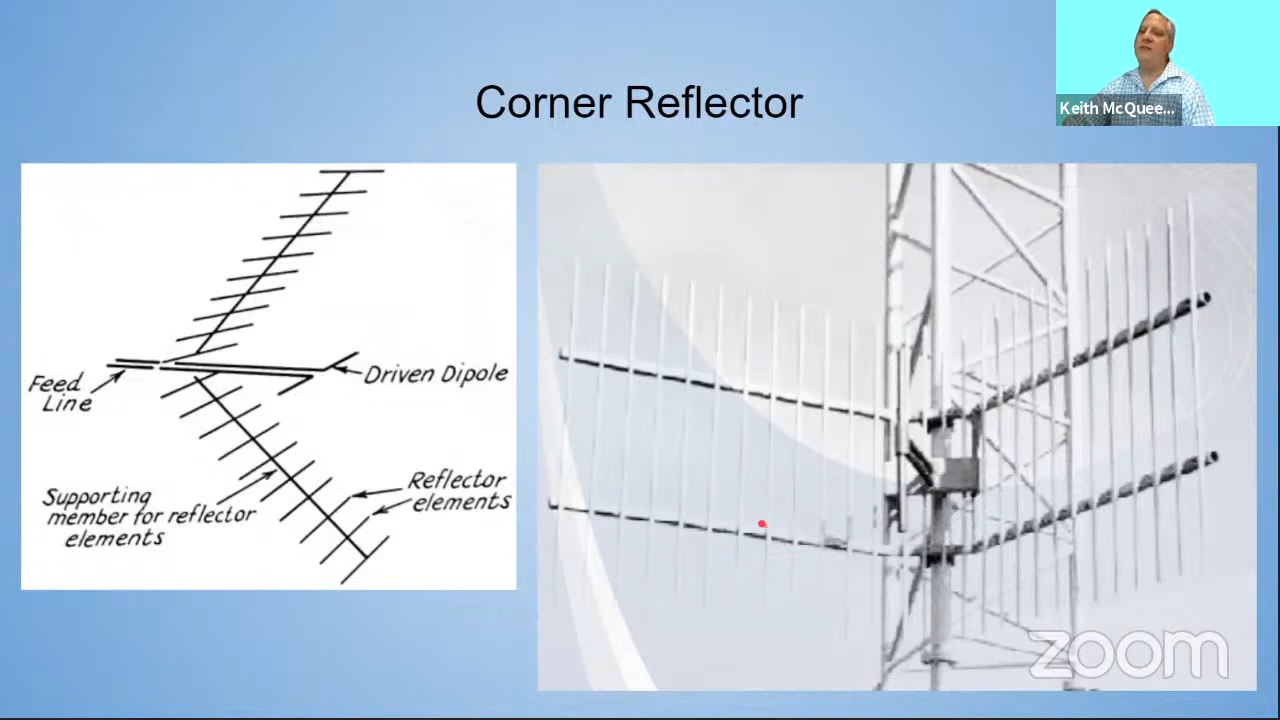 Corner Reflector
Keith McQuee...
Feed
Line
Driven Dipole
Reflector
elements
Supporting
member for reflector
elements
zoom